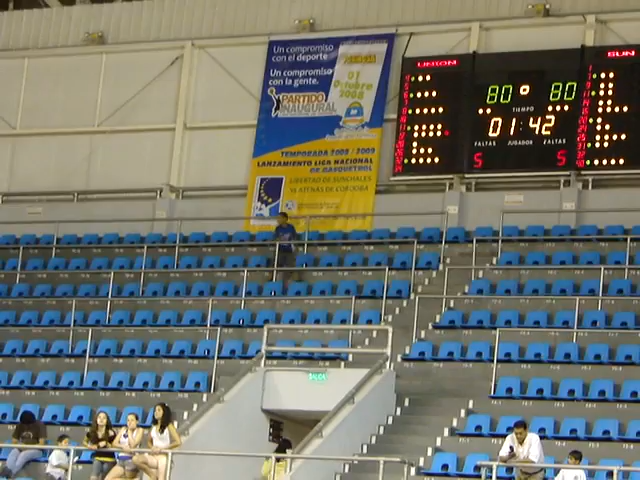 Un compromiso
con el deporte
Un compromiso
con la gente.
01
Octubre
2008
PARTIDO
INAUGURAL
TEMPORADA 2008 / 2009
LANZAMIENTO LIGA NACIONAL
DE BASQUETBOL
LIBERTAD DE SUNCHALES
vs ATENAS DE CORDOBA
UNION
SUN
80 80
TIEMPO
01:42
FALTAS JUGADOR FALTAS
5 5
SALIDA